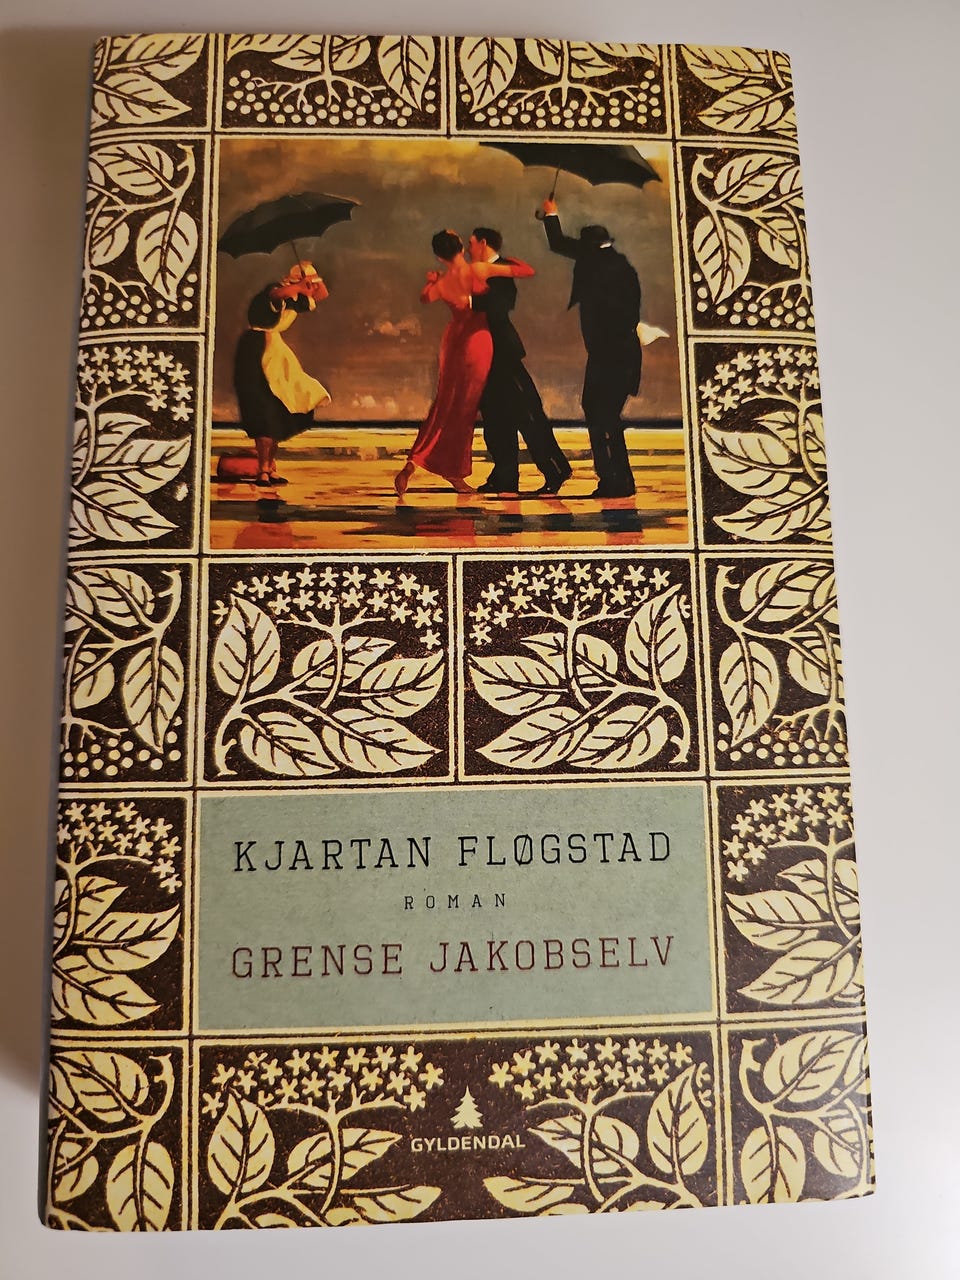 KJARTAN FLØGSTAD
ROMAN
GRENSE JAKOBSELV
GYLDENDAL